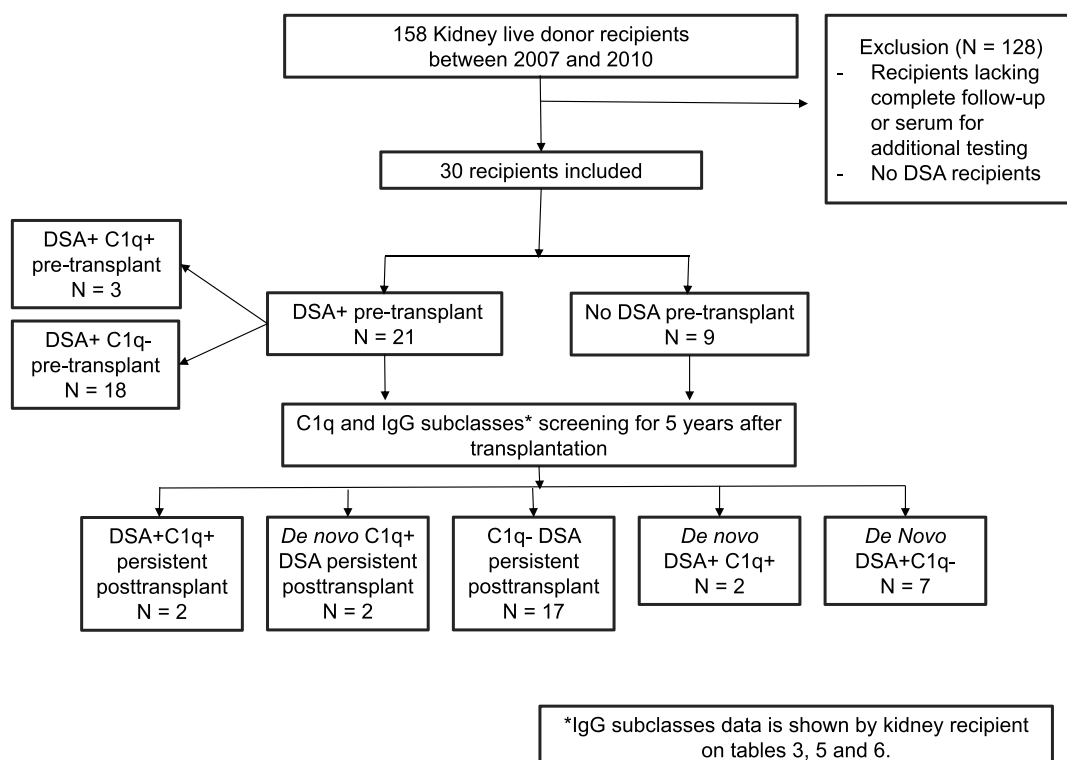 158 Kidney live donor recipients
between 2007 and 2010
Exclusion (N = 128)
- Recipients lacking
complete follow-up
or serum for
additional testing
- No DSA recipients
30 recipients included
DSA+ C1q+
pre-transplant
N = 3
DSA+ C1q-
pre-transplant
N = 18
DSA+ pre-transplant
N = 21
No DSA pre-transplant
N = 9
C1q and IgG subclasses* screening for 5 years after
transplantation
DSA+C1q+
persistent
posttransplant
N = 2
De novo C1q+
DSA persistent
posttransplant
N = 2
C1q- DSA
persistent
posttransplant
N = 17
De novo
DSA+ C1q+
N = 2
De Novo
DSA+C1q-
N = 7
*IgG subclasses data is shown by kidney recipient
on tables 3, 5 and 6.